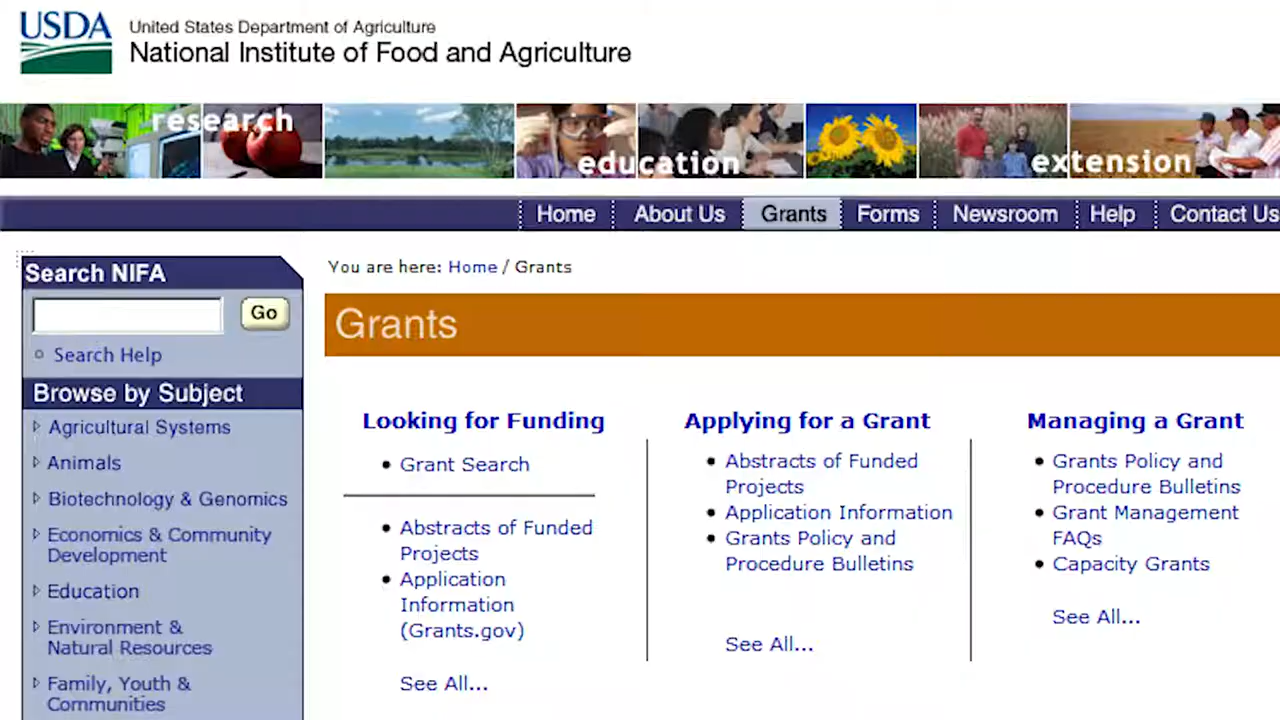 USDA
United States Department of Agriculture
National Institute of Food and Agriculture
research
education
extension
Home
About Us
Grants
Forms
Newsroom
Help
Contact Us
Search NIFA
Go
Search Help
Browse by Subject
Agricultural Systems
Animals
Biotechnology & Genomics
Economics & Community
Development
Education
Environment &
Natural Resources
Family, Youth &
Communities
You are here: Home / Grants
Grants
Looking for Funding
Grant Search
Abstracts of Funded
Projects
Application
Information
(Grants.gov)
See All...
Applying for a Grant
Abstracts of Funded
Projects
Application Information
Grants Policy and
Procedure Bulletins
See All...
Managing a Grant
Grants Policy and
Procedure Bulletins
Grant Management
FAQs
Capacity Grants
See All...